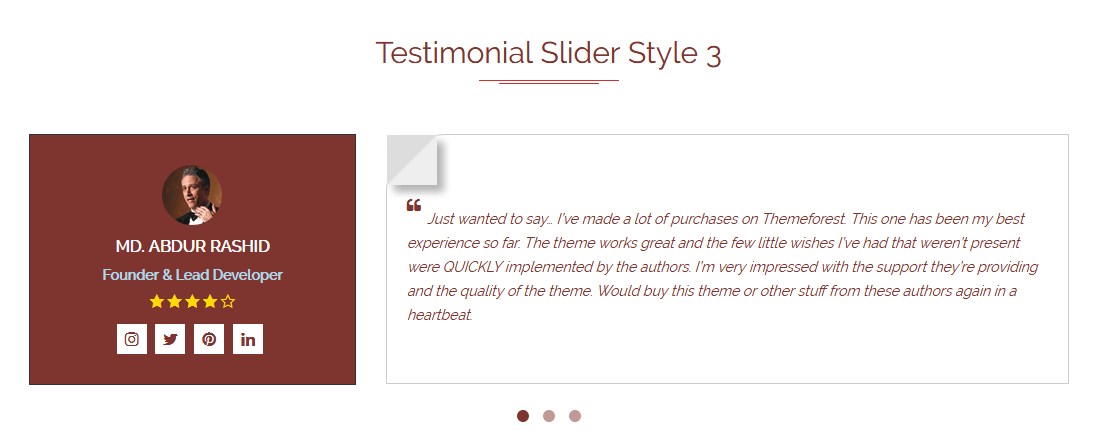 Testimonial Slider Style 3
MD. ABDUR RASHID
Founder & Lead Developer
❝ Just wanted to say… I've made a lot of purchases on Themeforest. This one has been my best
experience so far. The theme works great and the few little wishes I've had that weren't present
were QUICKLY implemented by the authors. I'm very impressed with the support they're providing
and the quality of the theme. Would buy this theme or other stuff from these authors again in a
heartbeat.